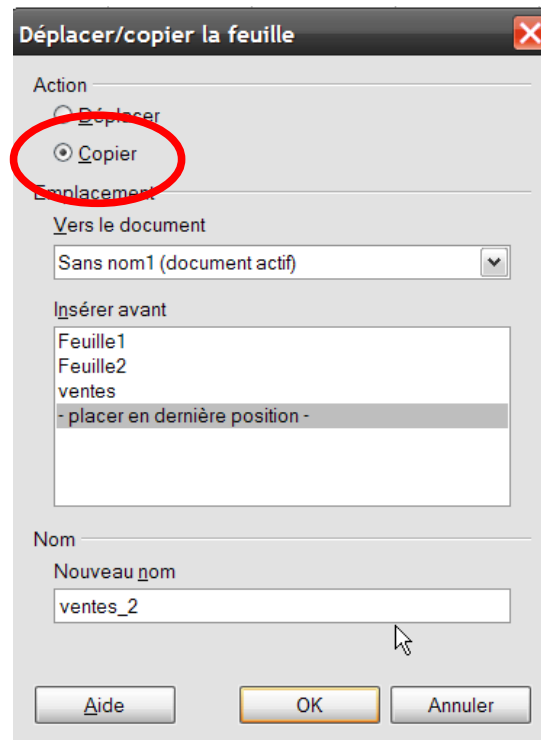 Déplacer/copier la feuille
Action
Déplacer
Copier
Emplacement
Vers le document
Sans nom1 (document actif)
Insérer avant
Feuille1
Feuille2
ventes
- placer en dernière position -
Nom
Nouveau nom
ventes_2
Aide
OK
Annuler